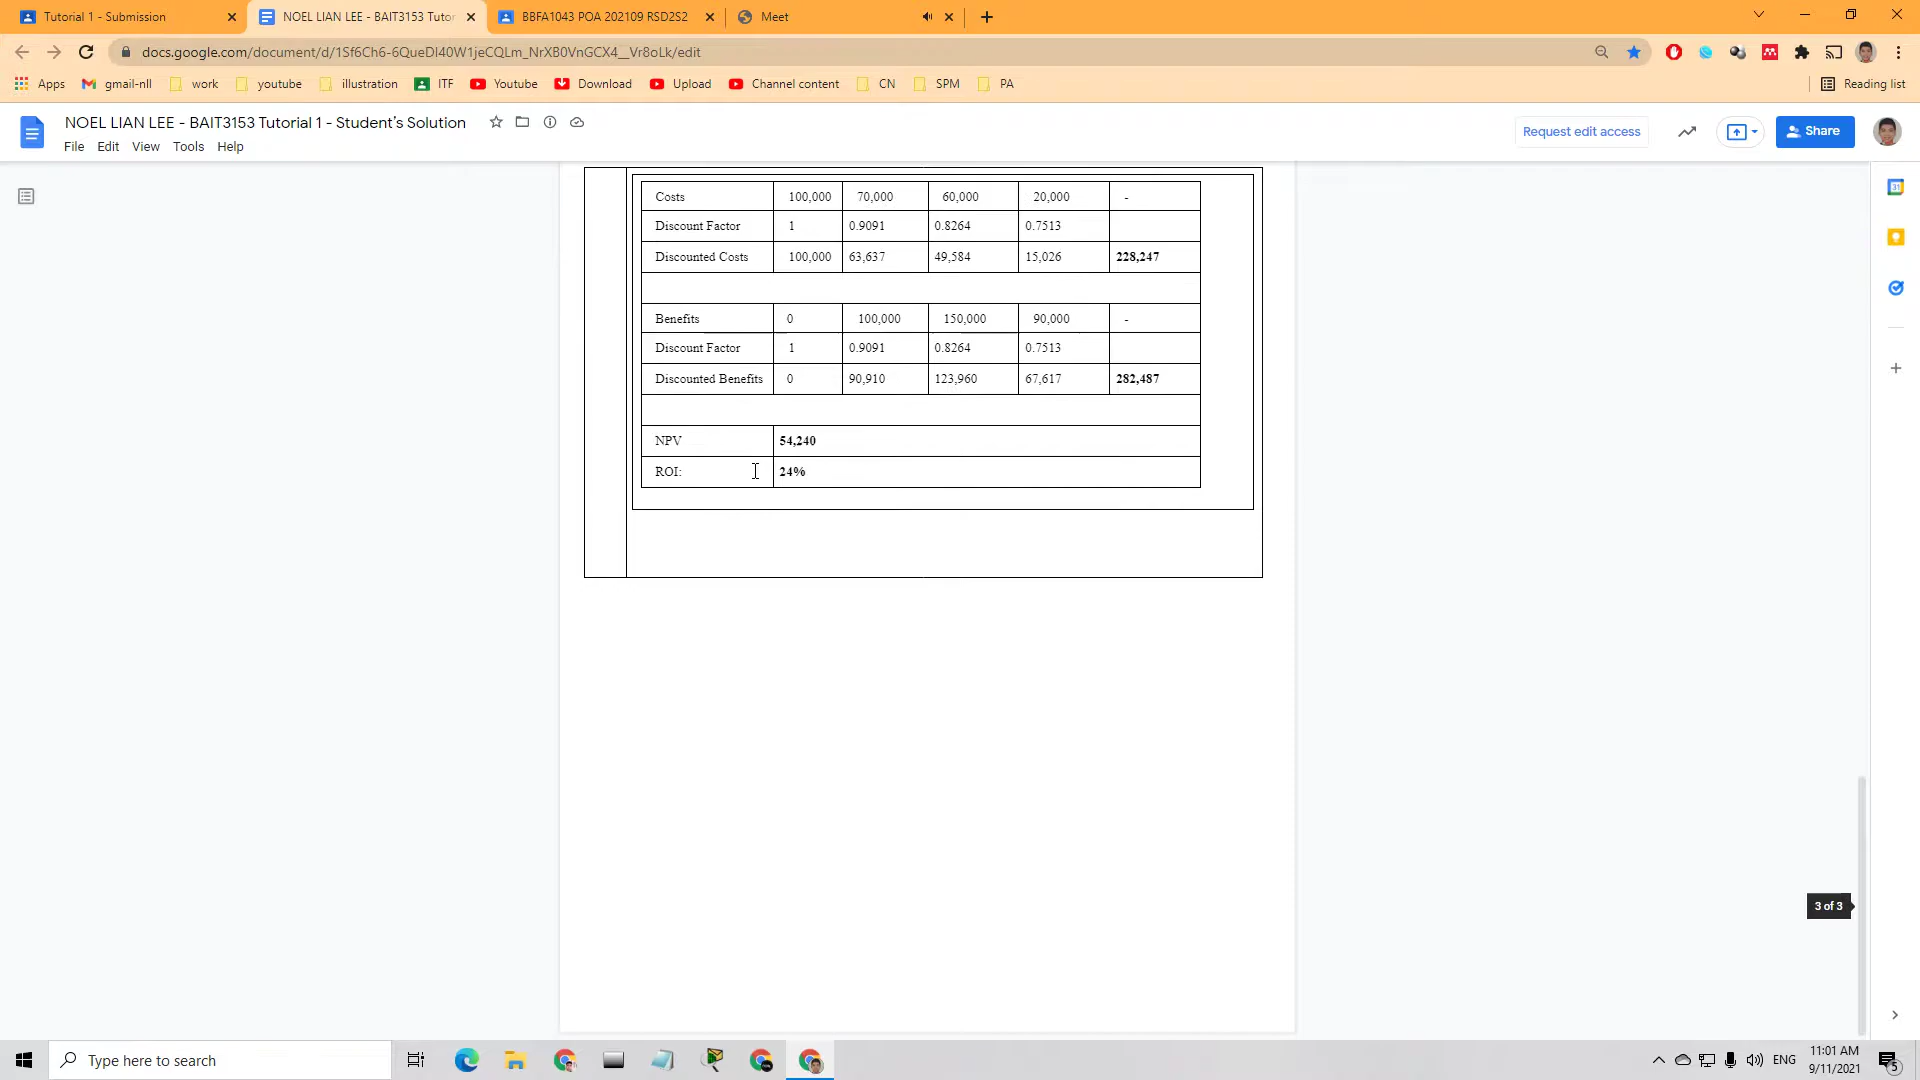 Tutorial 1 - Submission
NOEL LIAN LEE - BAIT3153 Tutor
BBFA1043 POA 202109 RSD2S2
Meet
docs.google.com/document/d/1Sf6Ch6-6QueDl40W1jeCQLm_NrXB0VnGCX4__Vr8oLk/edit
Apps gmail-nll work youtube illustration ITF Youtube Download Upload Channel content CN SPM PA Reading list
NOEL LIAN LEE - BAIT3153 Tutorial 1 - Student's Solution
Request edit access
Share
File Edit View Tools Help
Costs 100,000 70,000 60,000 20,000 -
Discount Factor 1 0.9091 0.8264 0.7513
Discounted Costs 100,000 63,637 49,584 15,026 228,247
Benefits 0 100,000 150,000 90,000 -
Discount Factor 1 0.9091 0.8264 0.7513
Discounted Benefits 0 90,910 123,960 67,617 282,487
NPV 54,240
ROI: 24%
31
3 of 3
Type here to search
ENG
11:01 AM
9/11/2021
5